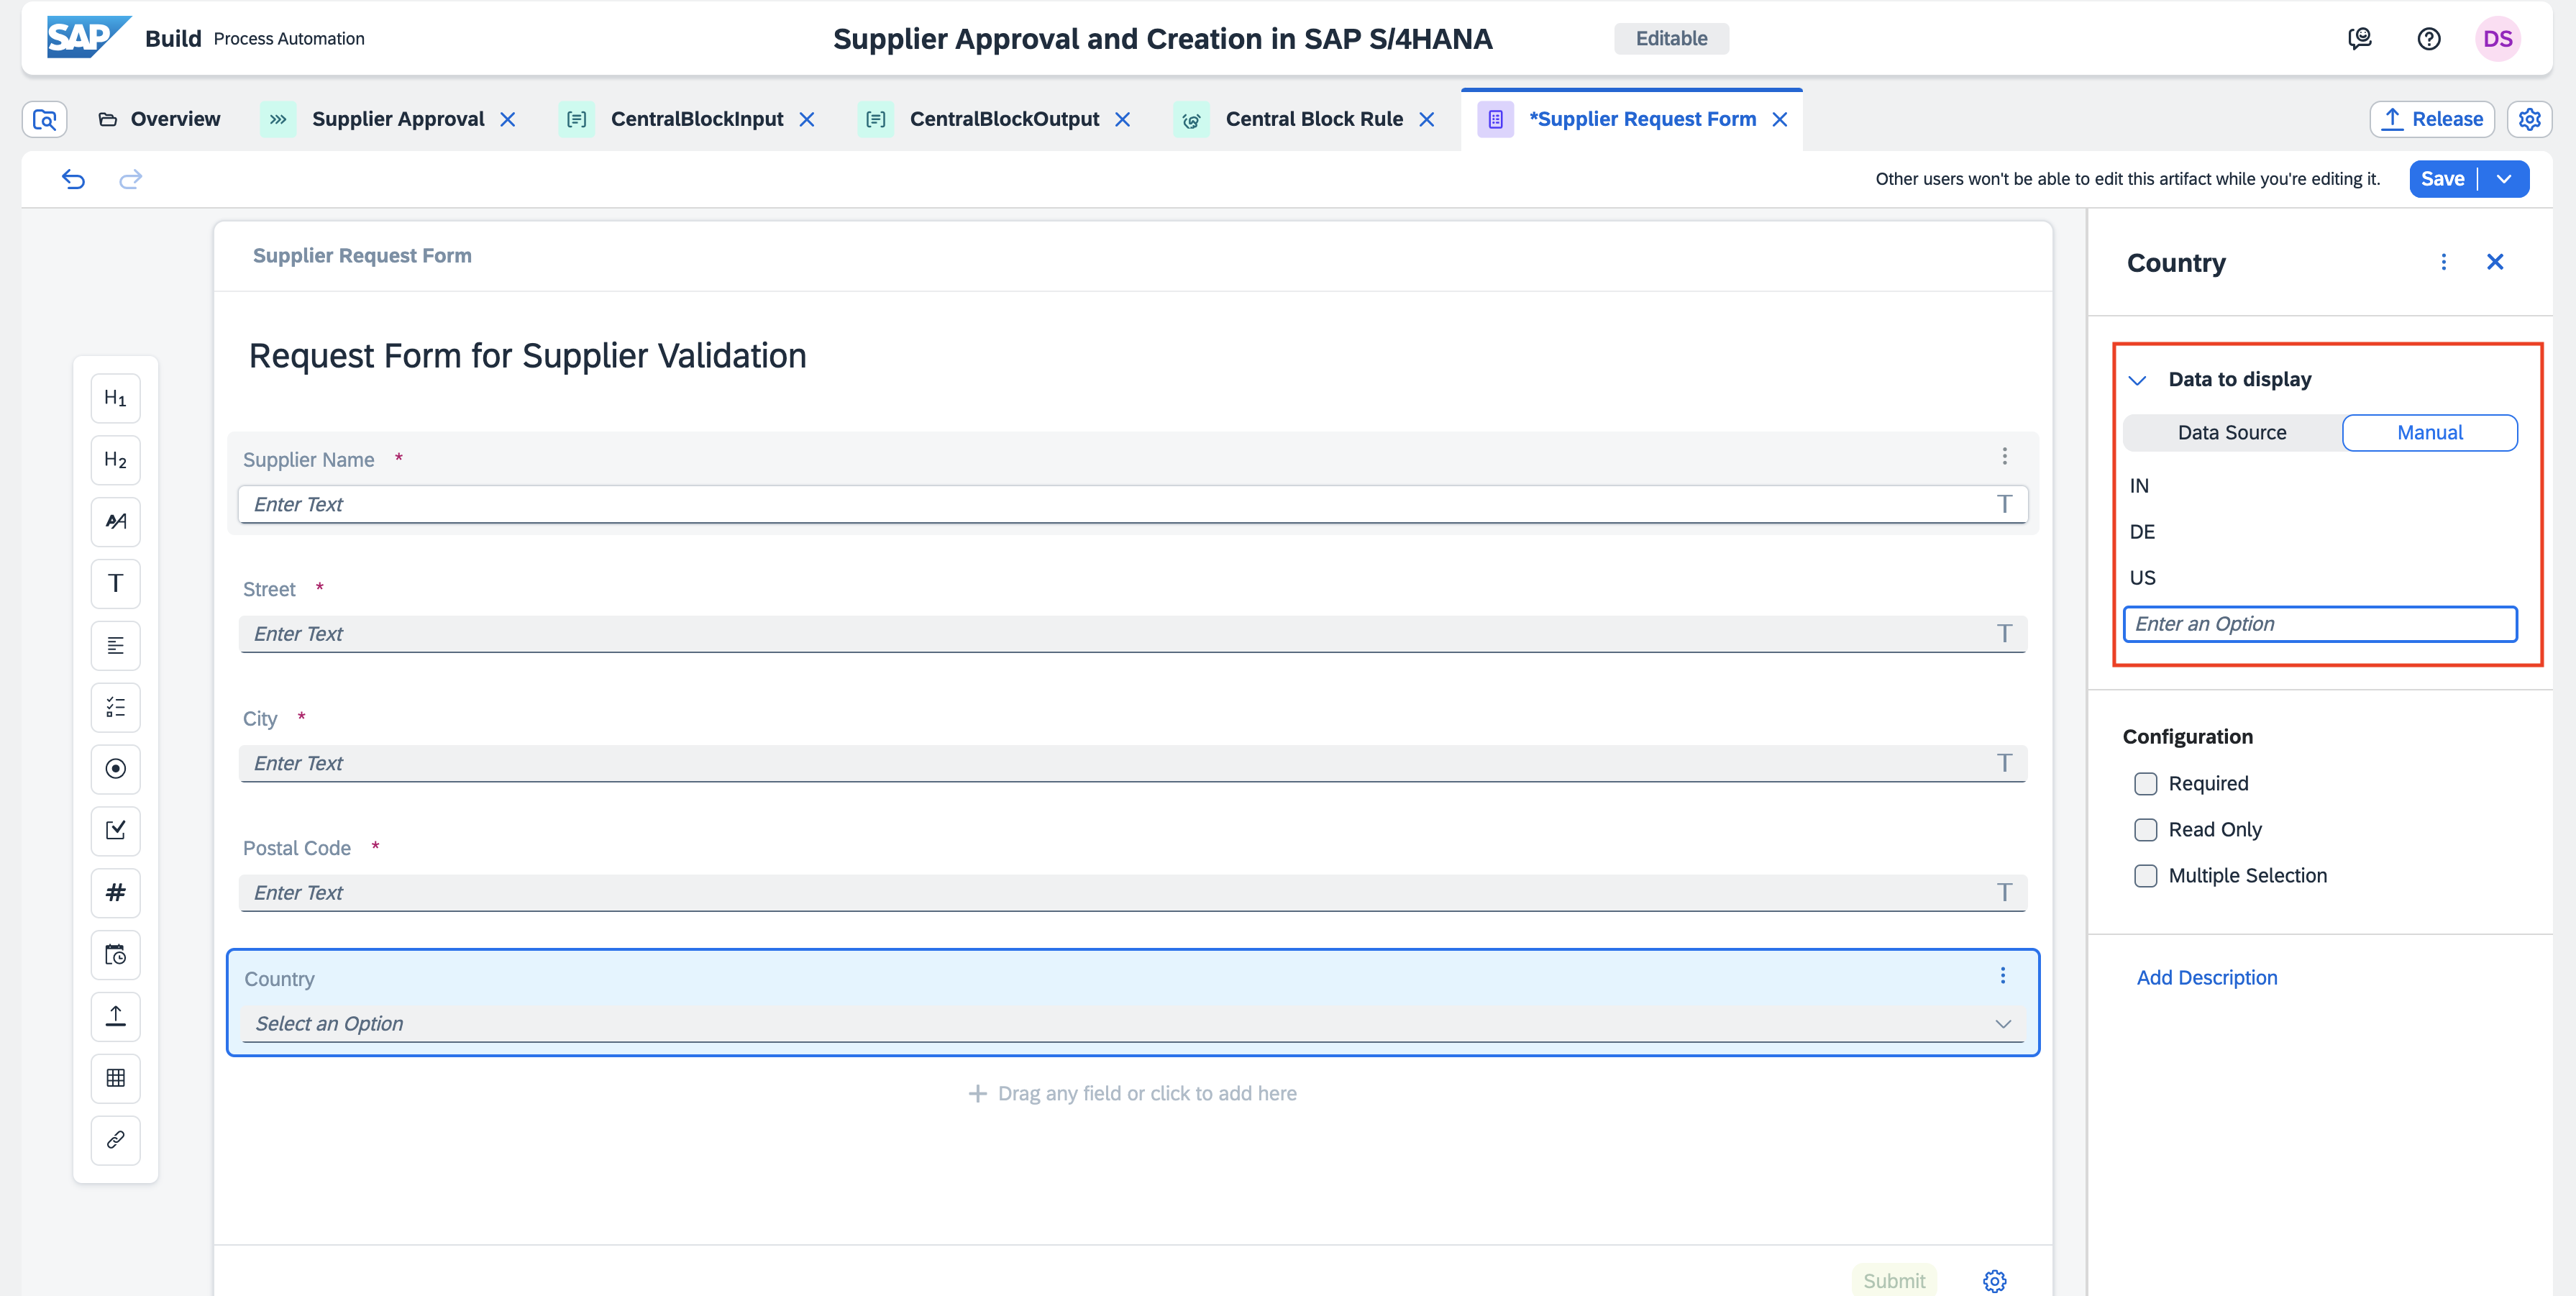 SAP Build Process Automation
Supplier Approval and Creation in SAP S/4HANA
Editable
DS
Overview
Supplier Approval
CentralBlockInput
CentralBlockOutput
Central Block Rule
*Supplier Request Form
Release
Other users won't be able to edit this artifact while you're editing it.
Save
Supplier Request Form
Request Form for Supplier Validation
H1
H2
A/A
T
#
Supplier Name *
Enter Text T
Street *
Enter Text T
City *
Enter Text T
Postal Code *
Enter Text T
Country
Select an Option
+ Drag any field or click to add here
Submit
Country
Data to display
Data Source
Manual
IN
DE
US
Enter an Option
Configuration
Required
Read Only
Multiple Selection
Add Description